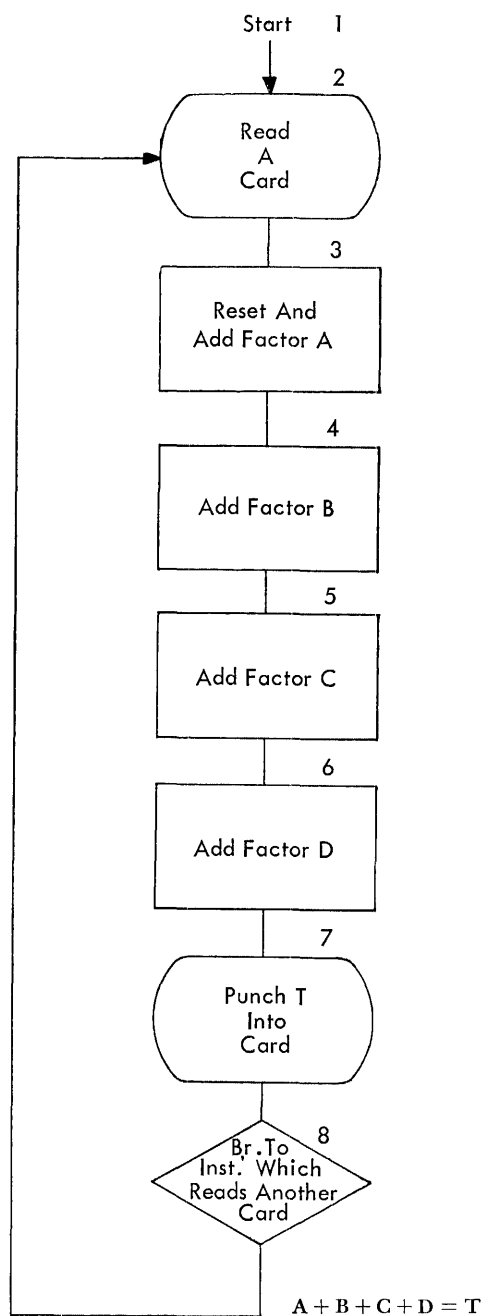 Start 1
2
Read
A
Card
3
Reset And
Add Factor A
4
Add Factor B
5
Add Factor C
6
Add Factor D
7
Punch T
Into
Card
8
Br. To
Inst. Which
Reads Another
Card
A + B + C + D = T